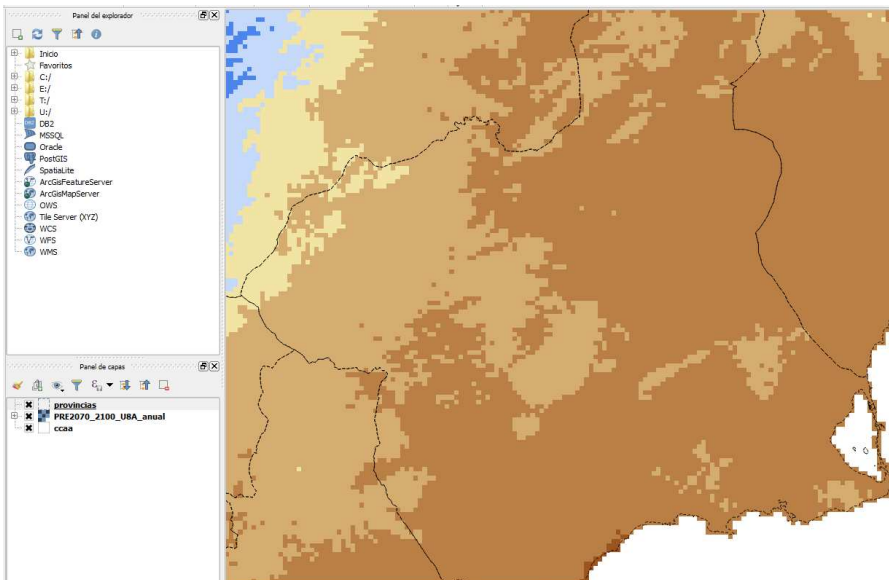 Panel del explorador
Inicio
Favoritos
C:/
E:/
T:/
U:/
DB2
MSSQL
Oracle
PostGIS
SpatiaLite
ArcGisFeatureServer
ArcGisMapServer
OWS
Tile Server (XYZ)
WCS
WFS
WMS
Panel de capas
provincias
PRE2070_2100_U8A_anual
ccaa